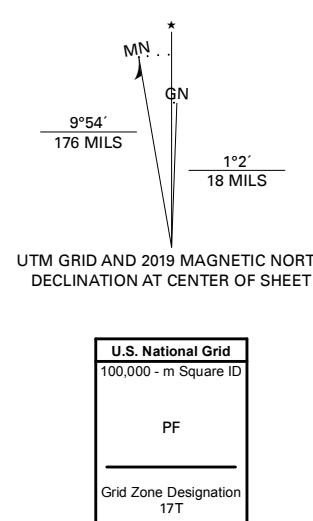 ★
MN
GN
9°54´
176 MILS
1°2´
18 MILS
UTM GRID AND 2019 MAGNETIC NORT
DECLINATION AT CENTER OF SHEET
U.S. National Grid
100,000 - m Square ID
PF
Grid Zone Designation
17T